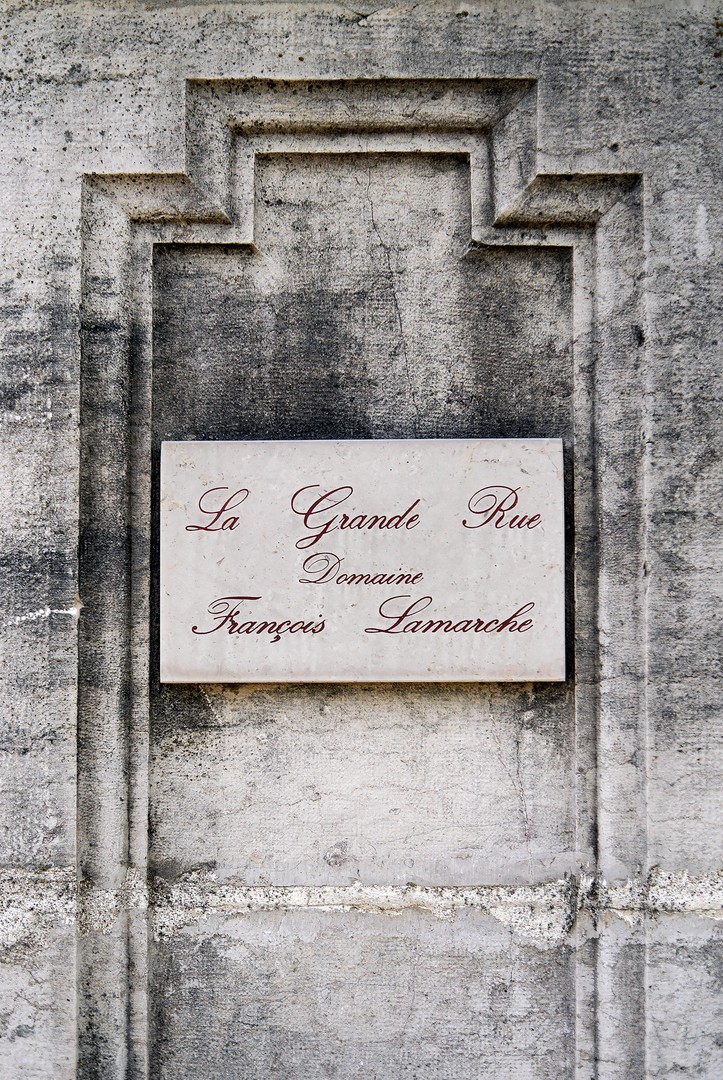 La Grande Rue
Domaine
François Lamarche